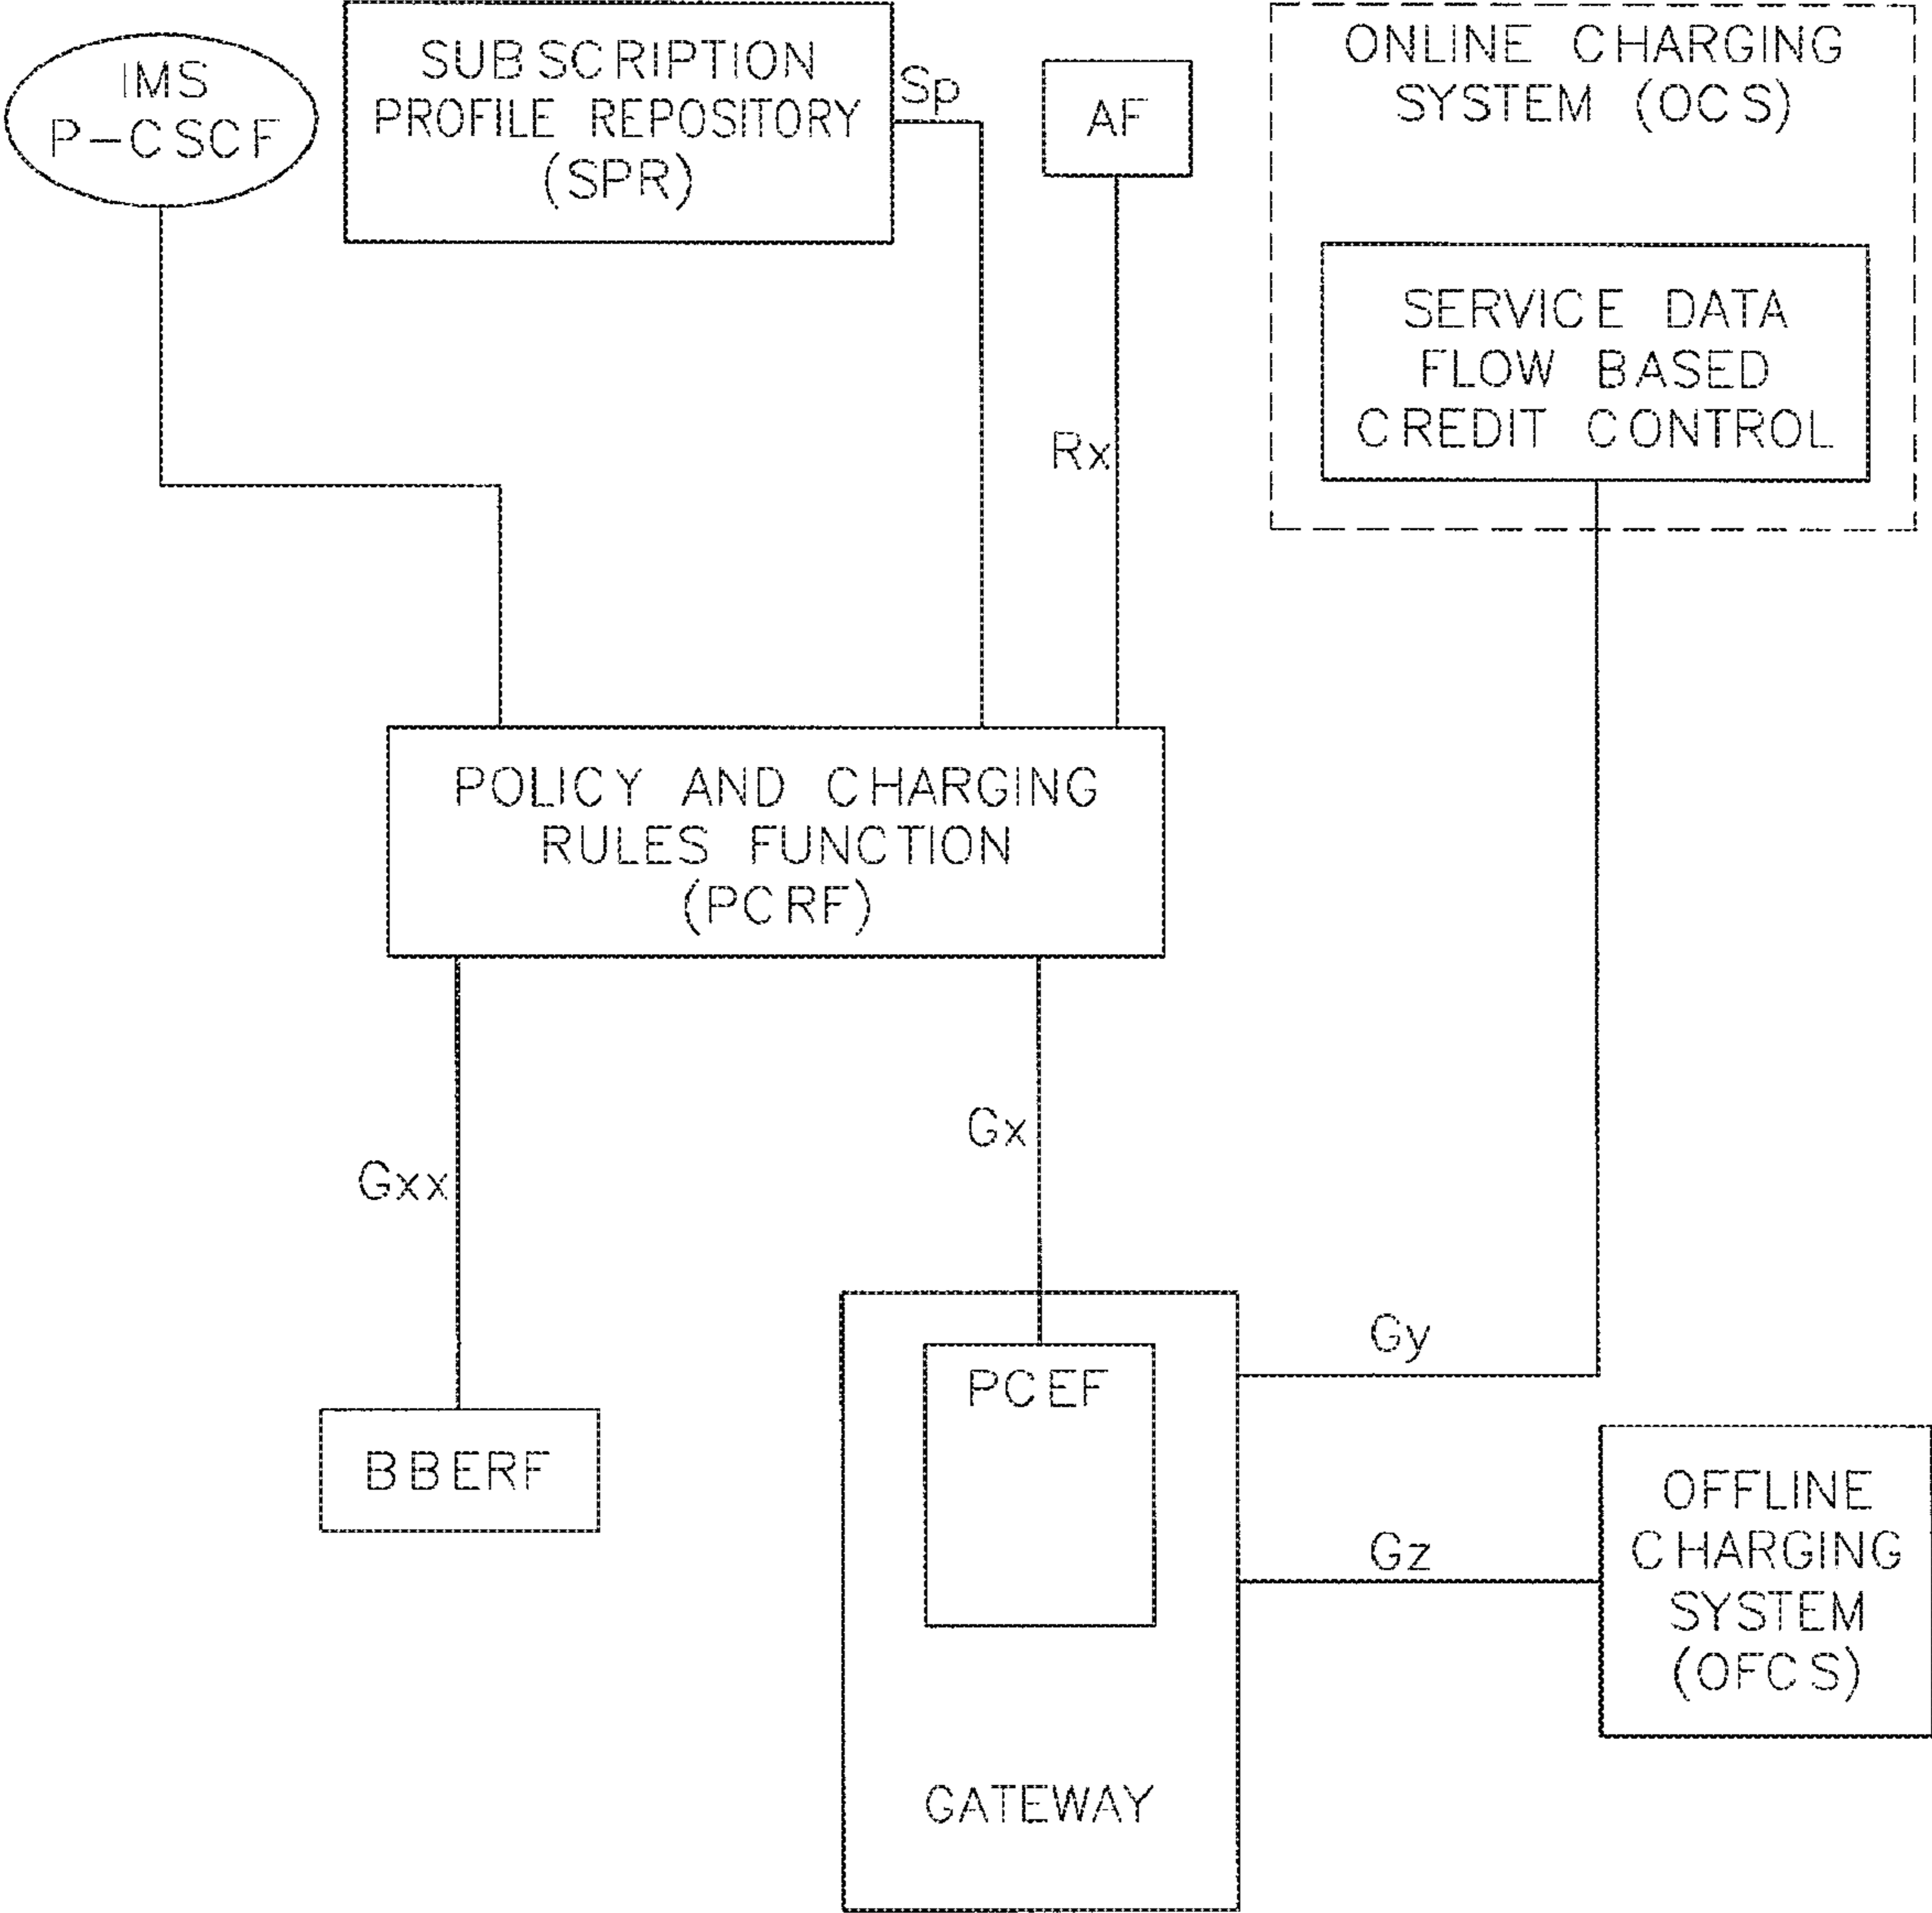 IMS
P-CSCF
SUBSCRIPTION
PROFILE REPOSITORY
(SPR)
Sp
AF
ONLINE CHARGING
SYSTEM (OCS)
SERVICE DATA
FLOW BASED
CREDIT CONTROL
Rx
POLICY AND CHARGING
RULES FUNCTION
(PCRF)
Gxx
Gx
Gy
PCEF
BBERF
Gz
OFFLINE
CHARGING
SYSTEM
(OFCS)
GATEWAY